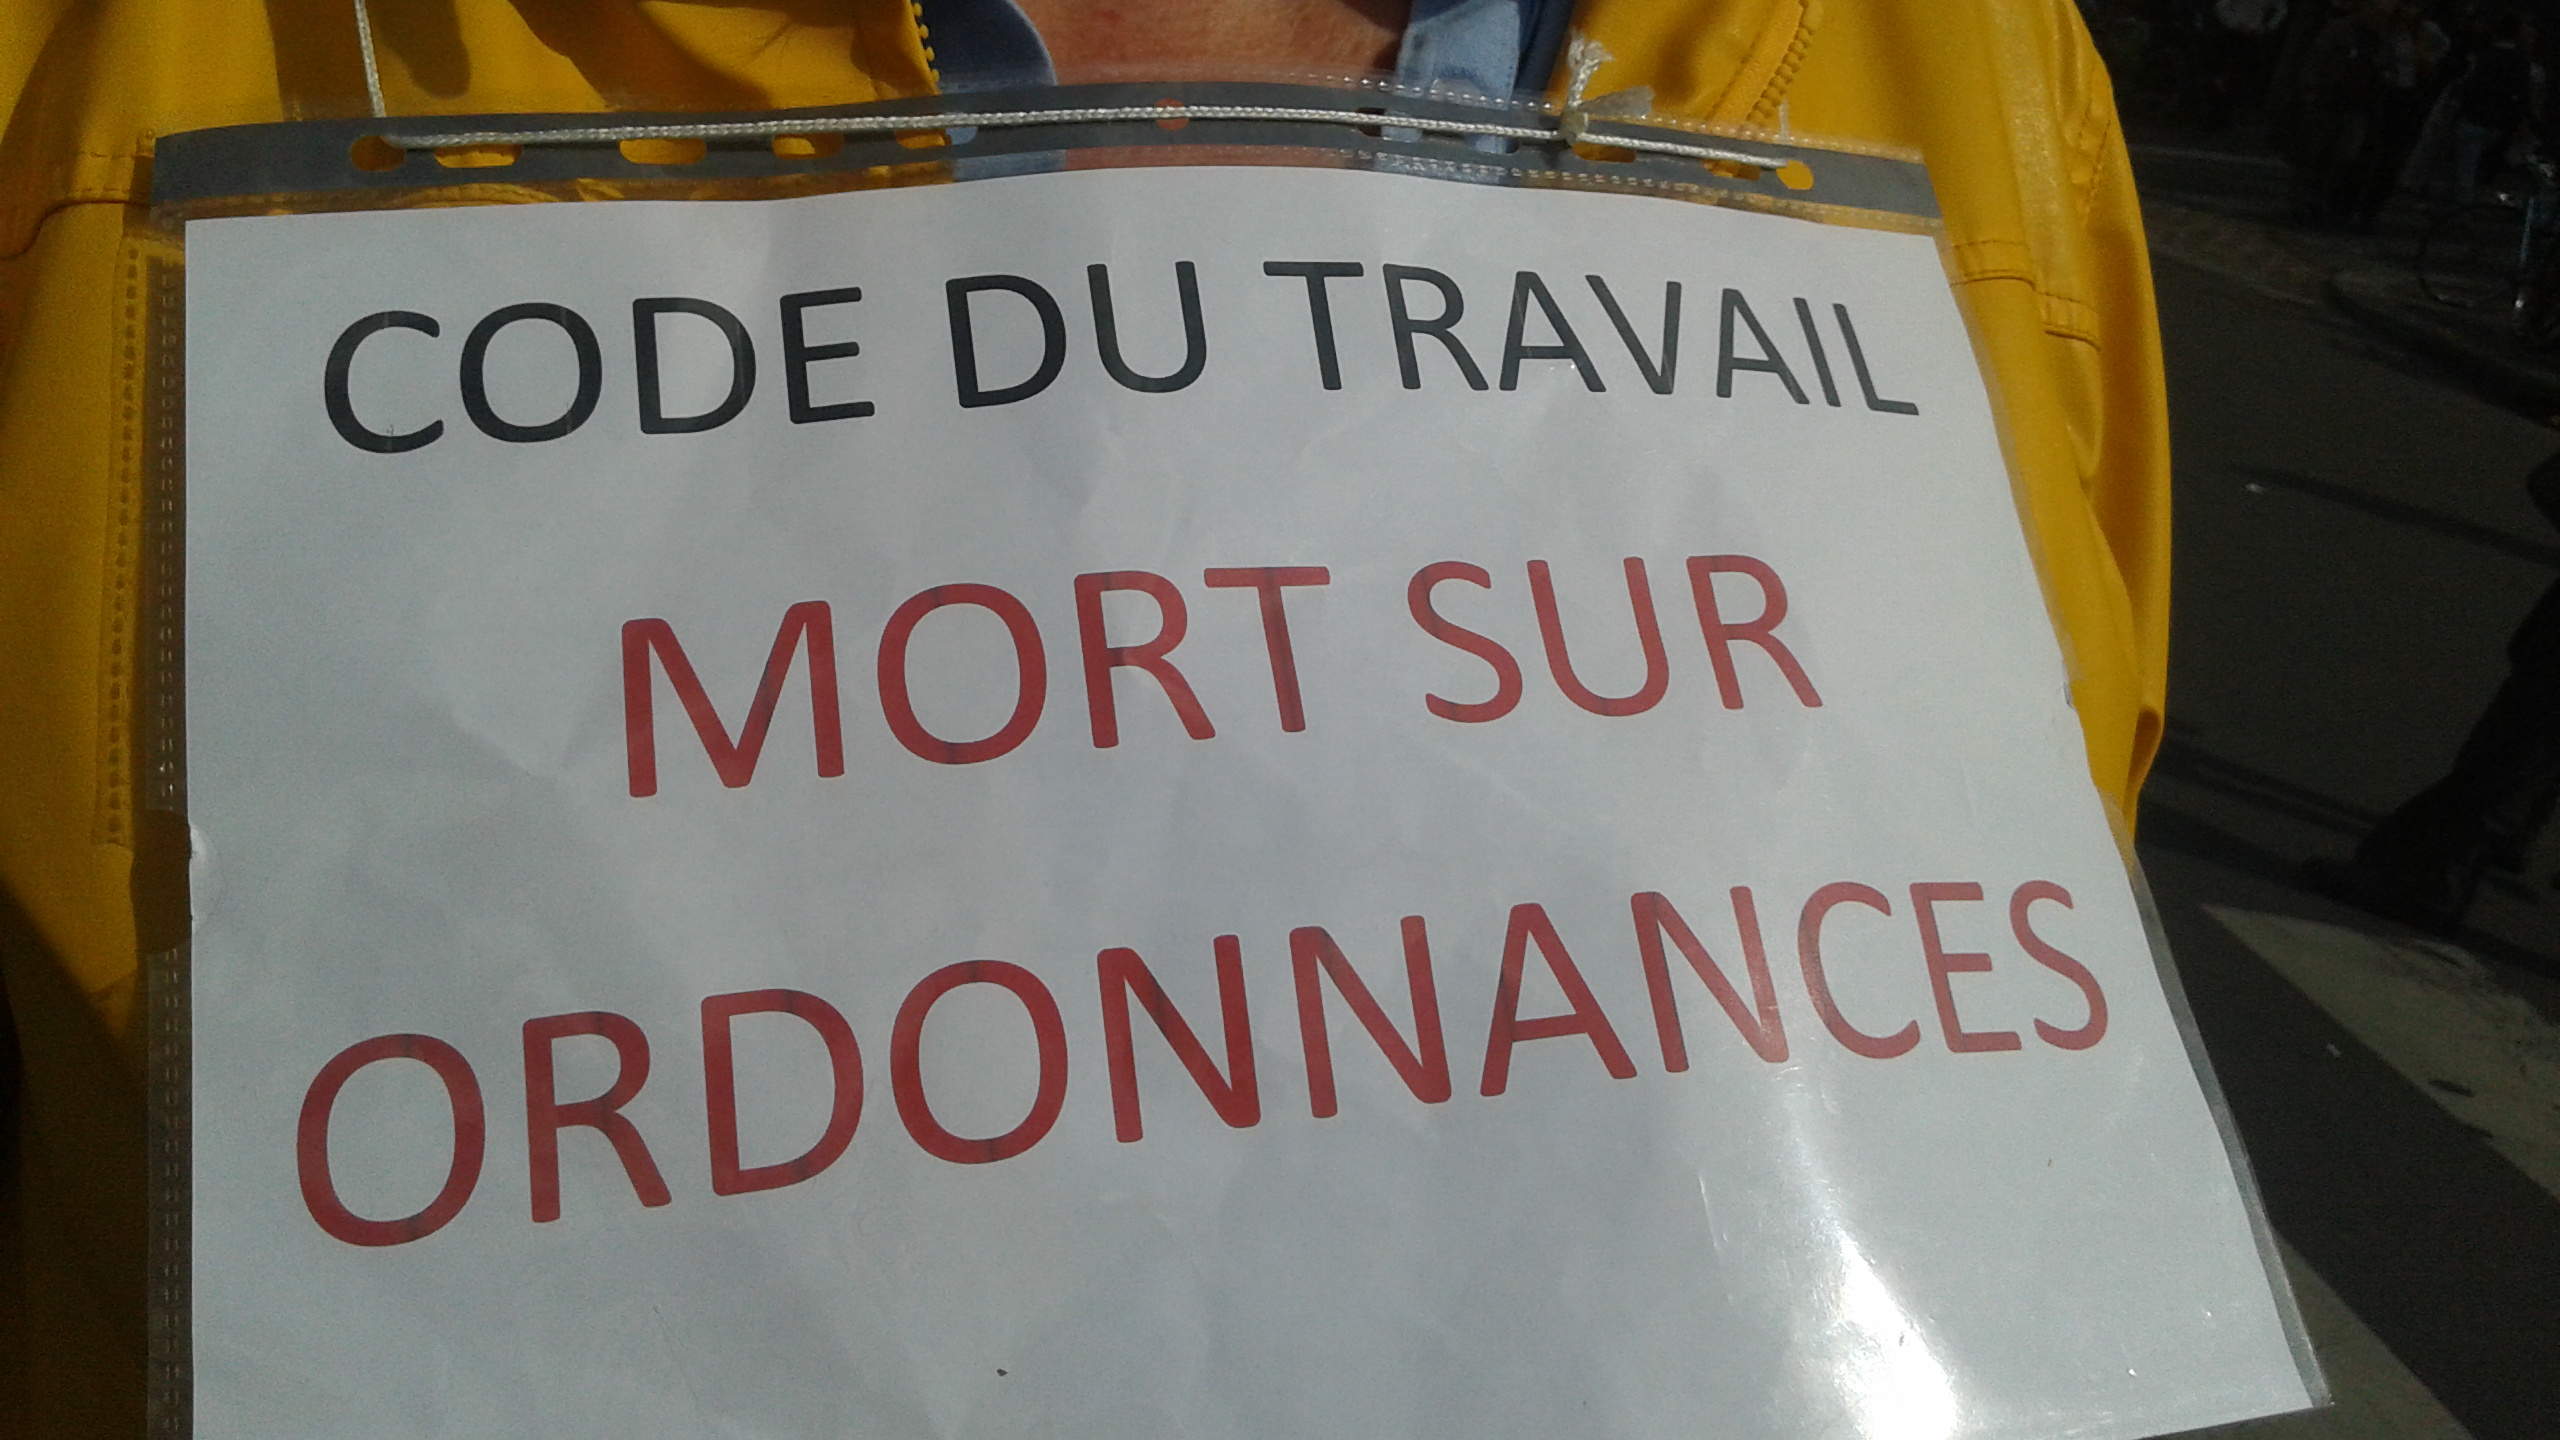 CODE DU TRAVAIL
MORT SUR
ORDONNANCES